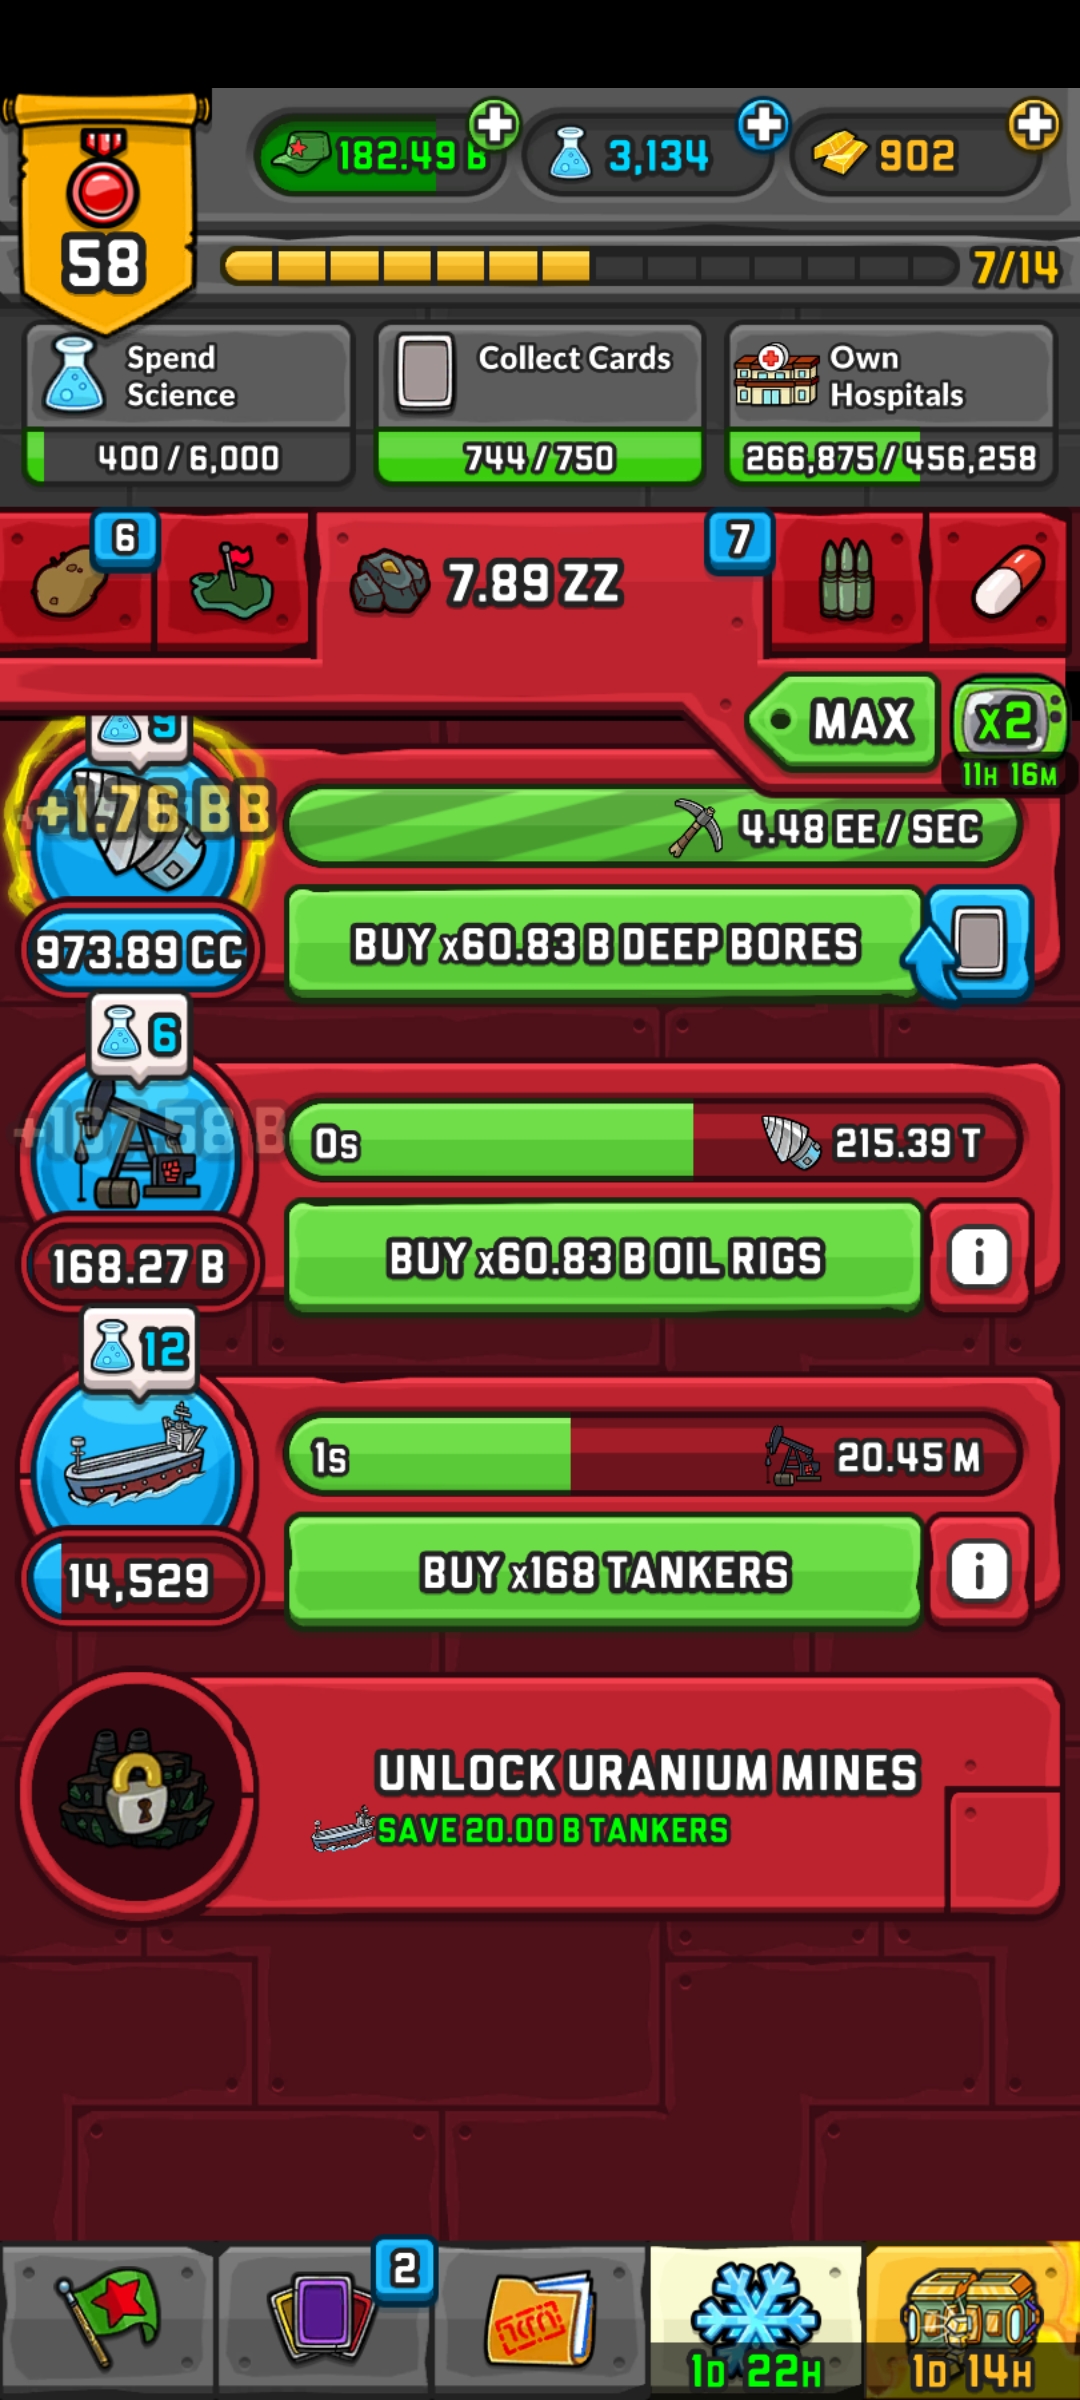 58
182.49 B
3,134
902
7/14
Spend
Science
400 / 6,000
Collect Cards
744 / 750
Own
Hospitals
266,875 / 456,258
6
7.89 ZZ
7
MAX
x2
11H 16M
9
+1.76 BB
4.48 EE / SEC
973.89 CC
BUY x60.83 B DEEP BORES
6
0s
215.39 T
168.27 B
BUY x60.83 B OIL RIGS
12
1s
20.45 M
14,529
BUY x168 TANKERS
UNLOCK URANIUM MINES
SAVE 20.00 B TANKERS
2
1D 22H
1D 14H